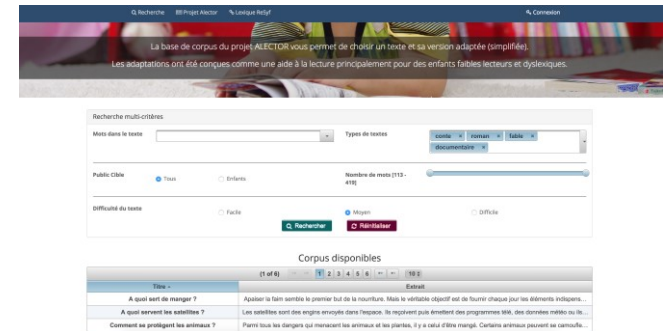 Recherche Projet Alector Lexique ReSyf Connexion
La base de corpus du projet ALECTOR vous permet de choisir un texte et sa version adaptée (simplifiée).
Les adaptations ont été conçues comme une aide à la lecture principalement pour des enfants faibles lecteurs et dyslexiques.
Recherche multi-critères
Mots dans le texte
Types de textes
conte × roman × fable ×
documentaire ×
Public Cible
Tous
Enfants
Nombre de mots [113 -
419]
Difficulté du texte
Facile
Moyen
Difficile
Rechercher
Réinitialiser
Corpus disponibles
(1 of 6) 1 2 3 4 5 6 10
Titre
Extrait
A quoi sert de manger ? Apaiser la faim semble le premier but de la nourriture. Mais le véritable objectif est de fournir chaque jour les éléments indispens...
A quoi servent les satellites ? Les satellites sont des engins envoyés dans l'espace. Ils reçoivent puis émettent des programmes télé, des données météo ou ils...
Comment se protègent les animaux ? Parmi tous les dangers qui menacent les animaux et les plantes, il y a celui d'être mangé. Certains animaux peuvent se camoufle...